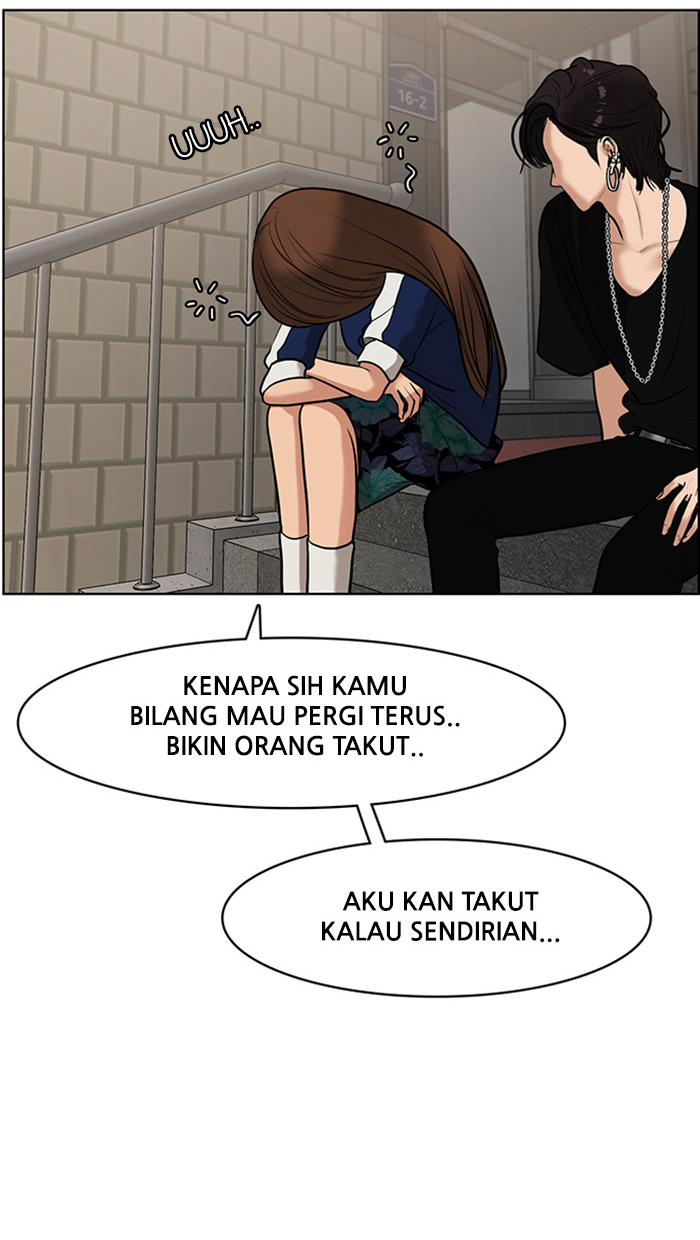 16-2
UUUH..
KENAPA SIH KAMU
BILANG MAU PERGI TERUS..
BIKIN ORANG TAKUT..
AKU KAN TAKUT
KALAU SENDIRIAN...